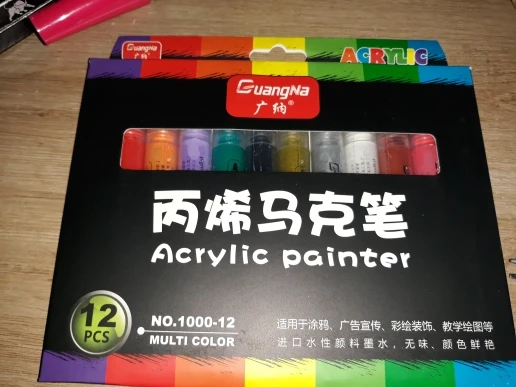 ACRYLIC
广纳
GuangNa
广纳®
丙烯马克笔
Acrylic painter
12
PCS
NO.1000-12
MULTI COLOR
适用于涂鸦、广告宣传、彩绘装饰、教学绘图等
进口水性颜料墨水，无味、颜色鲜艳